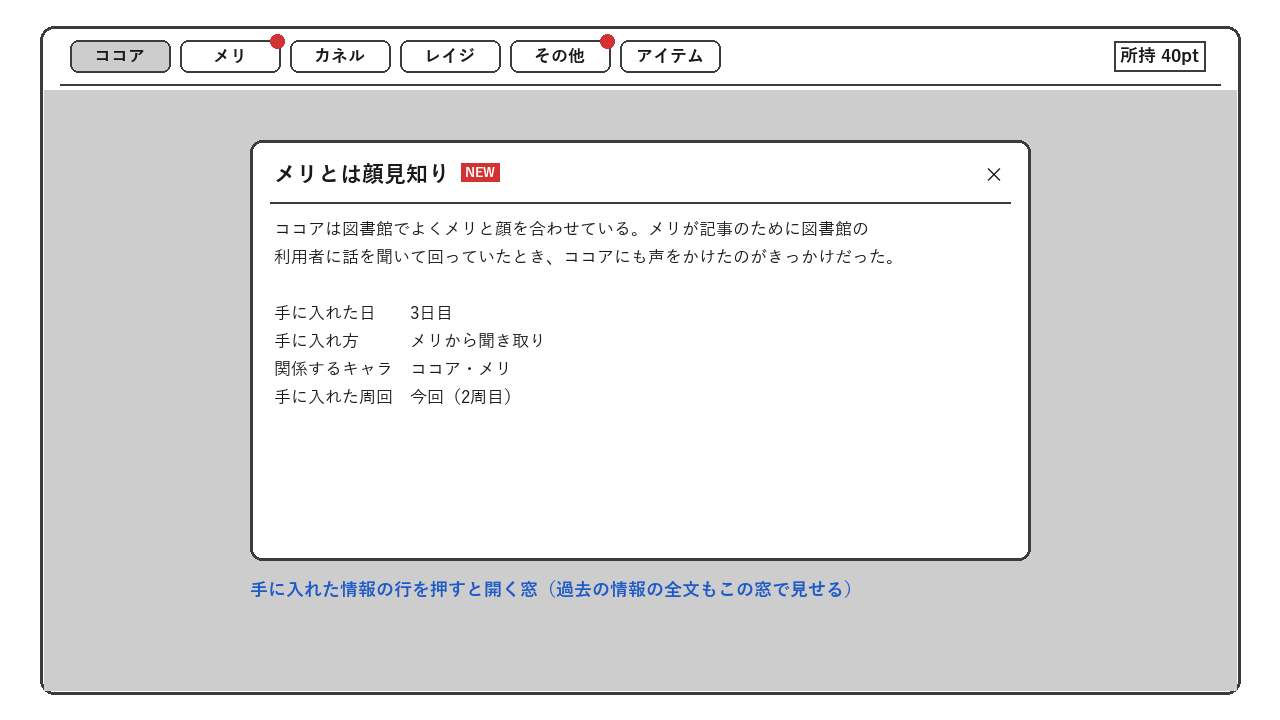 ココア メリ カネル レイジ その他 アイテム 所持 40pt
メリとは顔見知り NEW ×
ココアは図書館でよくメリと顔を合わせている。メリが記事のために図書館の
利用者に話を聞いて回っていたとき、ココアにも声をかけたのがきっかけだった。
手に入れた日 3日目
手に入れ方 メリから聞き取り
関係するキャラ ココア・メリ
手に入れた周回 今回（2周目）
手に入れた情報の行を押すと開く窓（過去の情報の全文もこの窓で見せる）